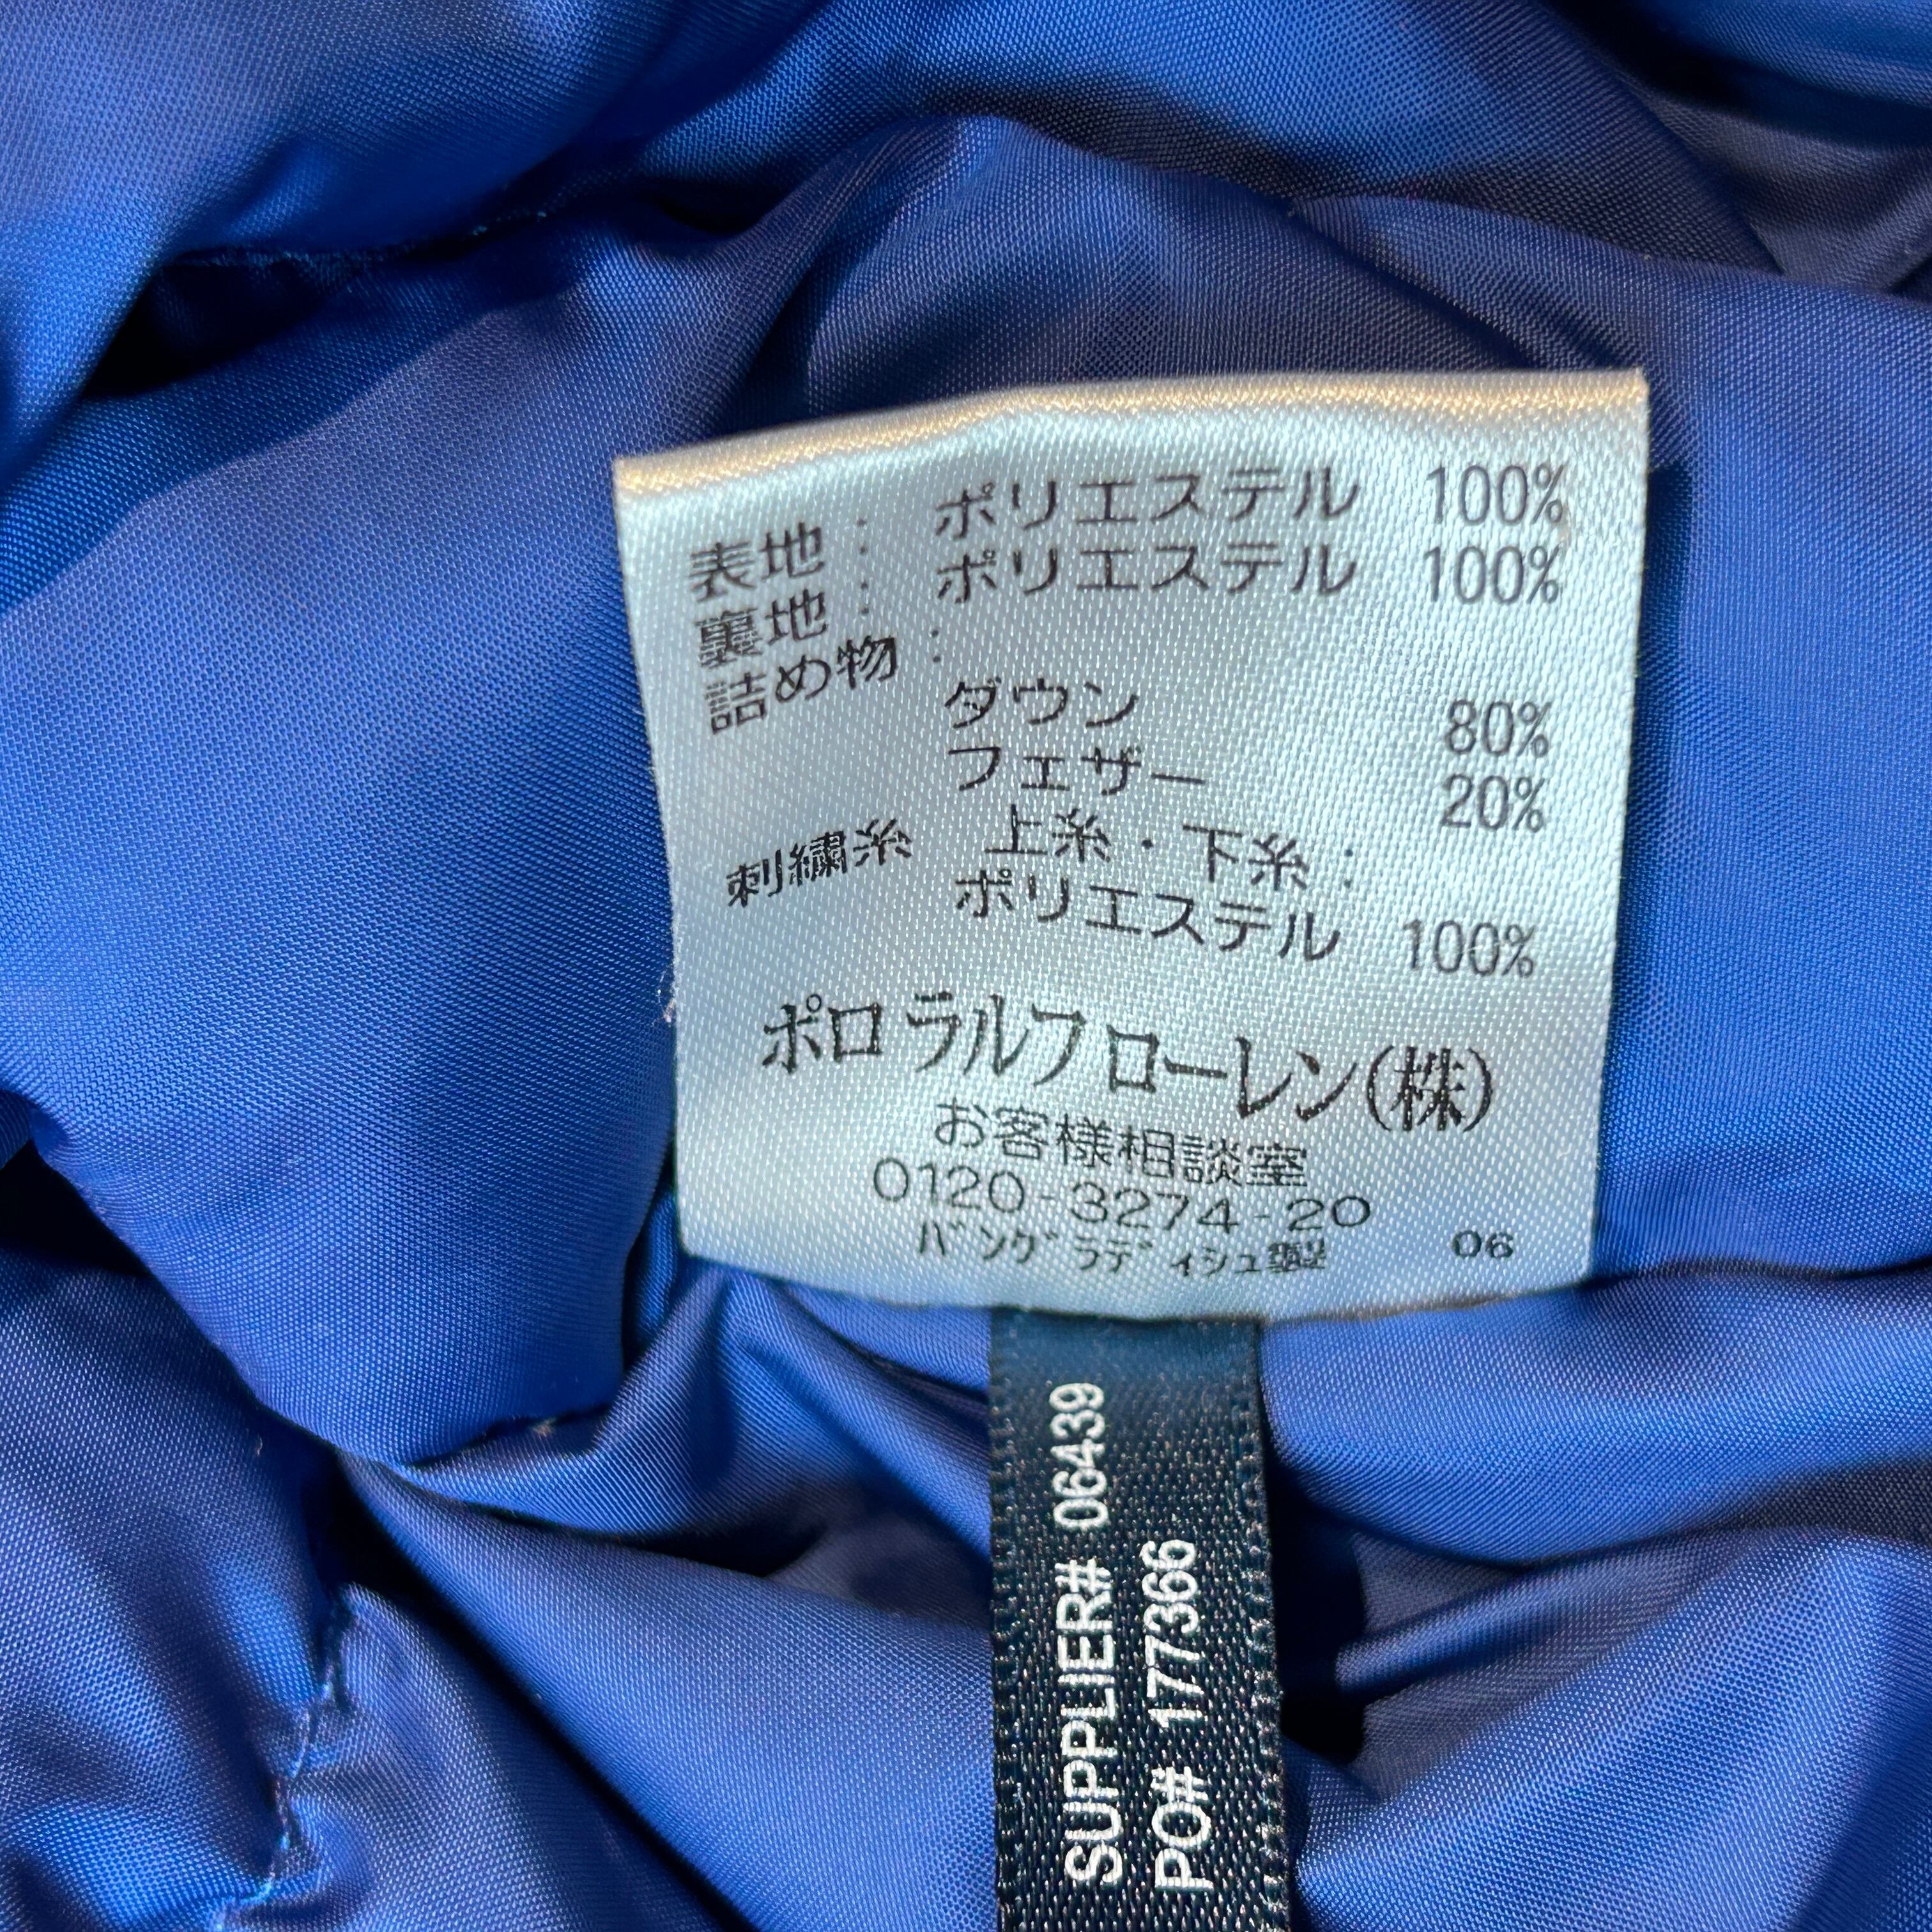 表地： ポリエステル 100%
裏地： ポリエステル 100%
詰め物：
ダウン 80%
フェザー 20%
刺繍糸 上糸・下糸：
ポリエステル 100%
ポロ ラルフ ローレン(株)
お客様相談室
0120-3274-20
ﾊﾞﾝｸﾞﾗﾃﾞｨｼｭ製 06
SUPPLIER# 06439
PO# 177366